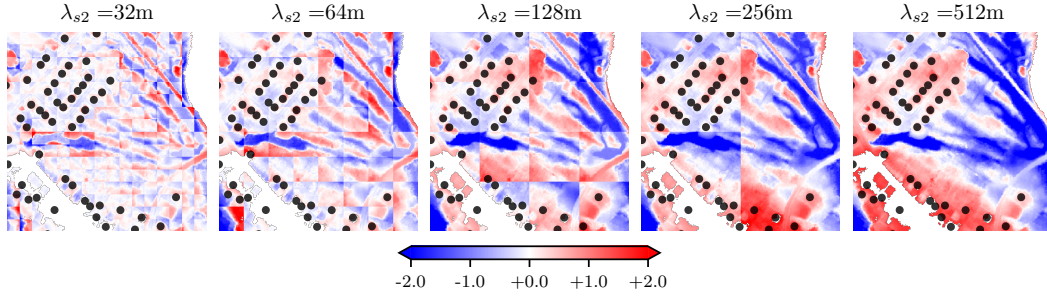 λs2 =32m λs2 =64m λs2 =128m λs2 =256m λs2 =512m
-2.0 -1.0 +0.0 +1.0 +2.0